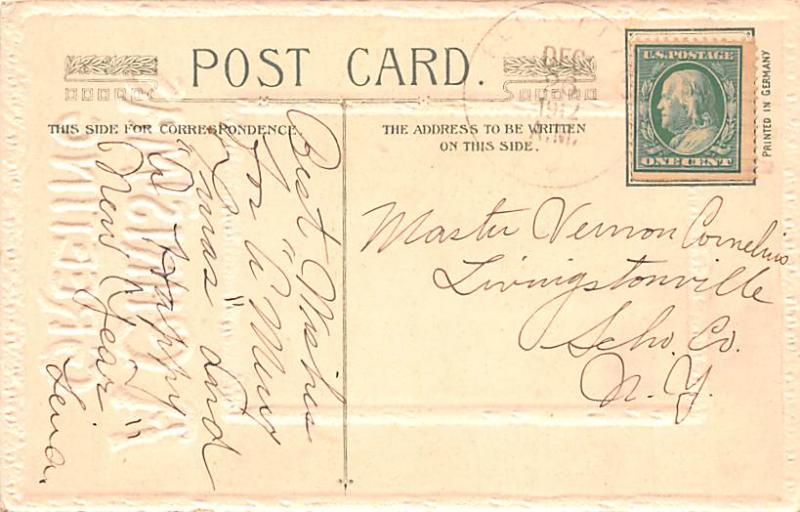 POST CARD.
THIS SIDE FOR CORRESPONDENCE.
THE ADDRESS TO BE WRITTEN
ON THIS SIDE.
DEC
1912
A.M.
U.S. POSTAGE
ONE CENT
PRINTED IN GERMANY
Best Wishes
for "A Merry
Xmas" and
"A Happy
New Year"
Lena.
Master Vernon Cornelius
Livingstonville
Scho. Co.
N.Y.